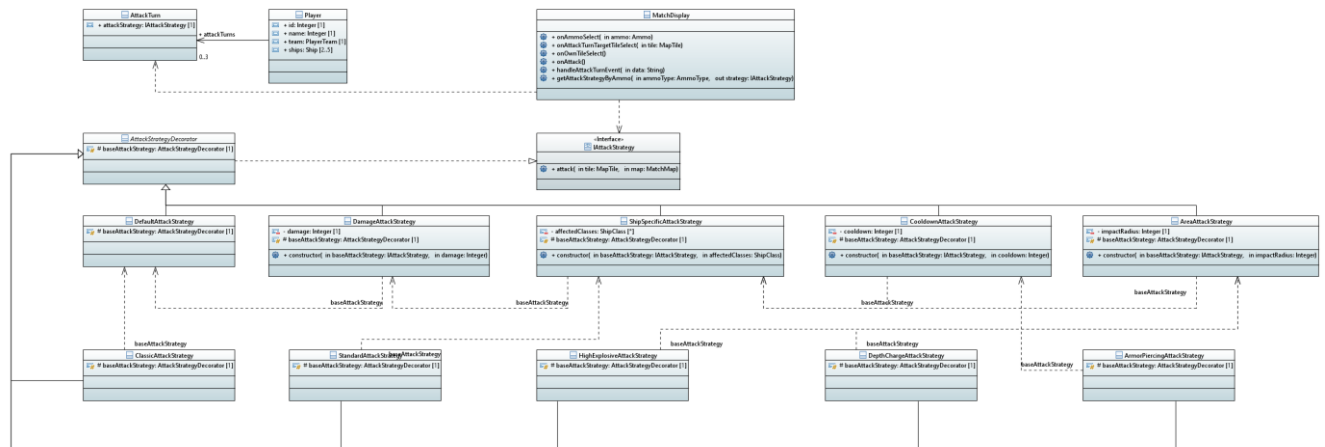 AttackTurn
+ attackStrategy: IAttackStrategy [1]
+ attackTurns
0..3
Player
+ id: Integer [1]
+ name: Integer [1]
+ team: PlayerTeam [1]
+ ships: Ship [2..5]
MatchDisplay
+ onAmmoSelect( in ammo: Ammo)
+ onAttackTurnTargetTileSelect( in tile: MapTile)
+ onOwnTileSelect()
+ onAttack()
+ handleAttackTurnEvent( in data: String)
+ getAttackStrategyByAmmo( in ammoType: AmmoType, out strategy: IAttackStrategy)
AttackStrategyDecorator
# baseAttackStrategy: AttackStrategyDecorator [1]
«Interface»
IAttackStrategy
+ attack( in tile: MapTile, in map: MatchMap)
DefaultAttackStrategy
# baseAttackStrategy: AttackStrategyDecorator [1]
DamageAttackStrategy
- damage: Integer [1]
# baseAttackStrategy: AttackStrategyDecorator [1]
+ constructor( in baseAttackStrategy: IAttackStrategy, in damage: Integer)
ShipSpecificAttackStrategy
- affectedClasses: ShipClass [*]
# baseAttackStrategy: AttackStrategyDecorator [1]
+ constructor( in baseAttackStrategy: IAttackStrategy, in affectedClasses: ShipClass)
CooldownAttackStrategy
- cooldown: Integer [1]
# baseAttackStrategy: AttackStrategyDecorator [1]
+ constructor( in baseAttackStrategy: IAttackStrategy, in cooldown: Integer)
AreaAttackStrategy
- impactRadius: Integer [1]
# baseAttackStrategy: AttackStrategyDecorator [1]
+ constructor( in baseAttackStrategy: IAttackStrategy, in impactRadius: Integer)
baseAttackStrategy
baseAttackStrategy
baseAttackStrategy
baseAttackStrategy
baseAttackStrategy
baseAttackStrategy
baseAttackStrategy
baseAttackStrategy
baseAttackStrategy
ClassicAttackStrategy
# baseAttackStrategy: AttackStrategyDecorator [1]
StandardAttackStrategy
# baseAttackStrategy: AttackStrategyDecorator [1]
HighExplosiveAttackStrategy
# baseAttackStrategy: AttackStrategyDecorator [1]
DepthChargeAttackStrategy
# baseAttackStrategy: AttackStrategyDecorator [1]
ArmorPiercingAttackStrategy
# baseAttackStrategy: AttackStrategyDecorator [1]